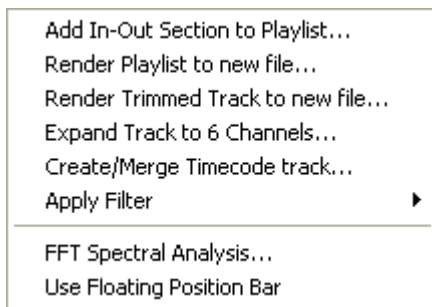 Add In-Out Section to Playlist...
Render Playlist to new file...
Render Trimmed Track to new file...
Expand Track to 6 Channels...
Create/Merge Timecode track...
Apply Filter
FFT Spectral Analysis...
Use Floating Position Bar